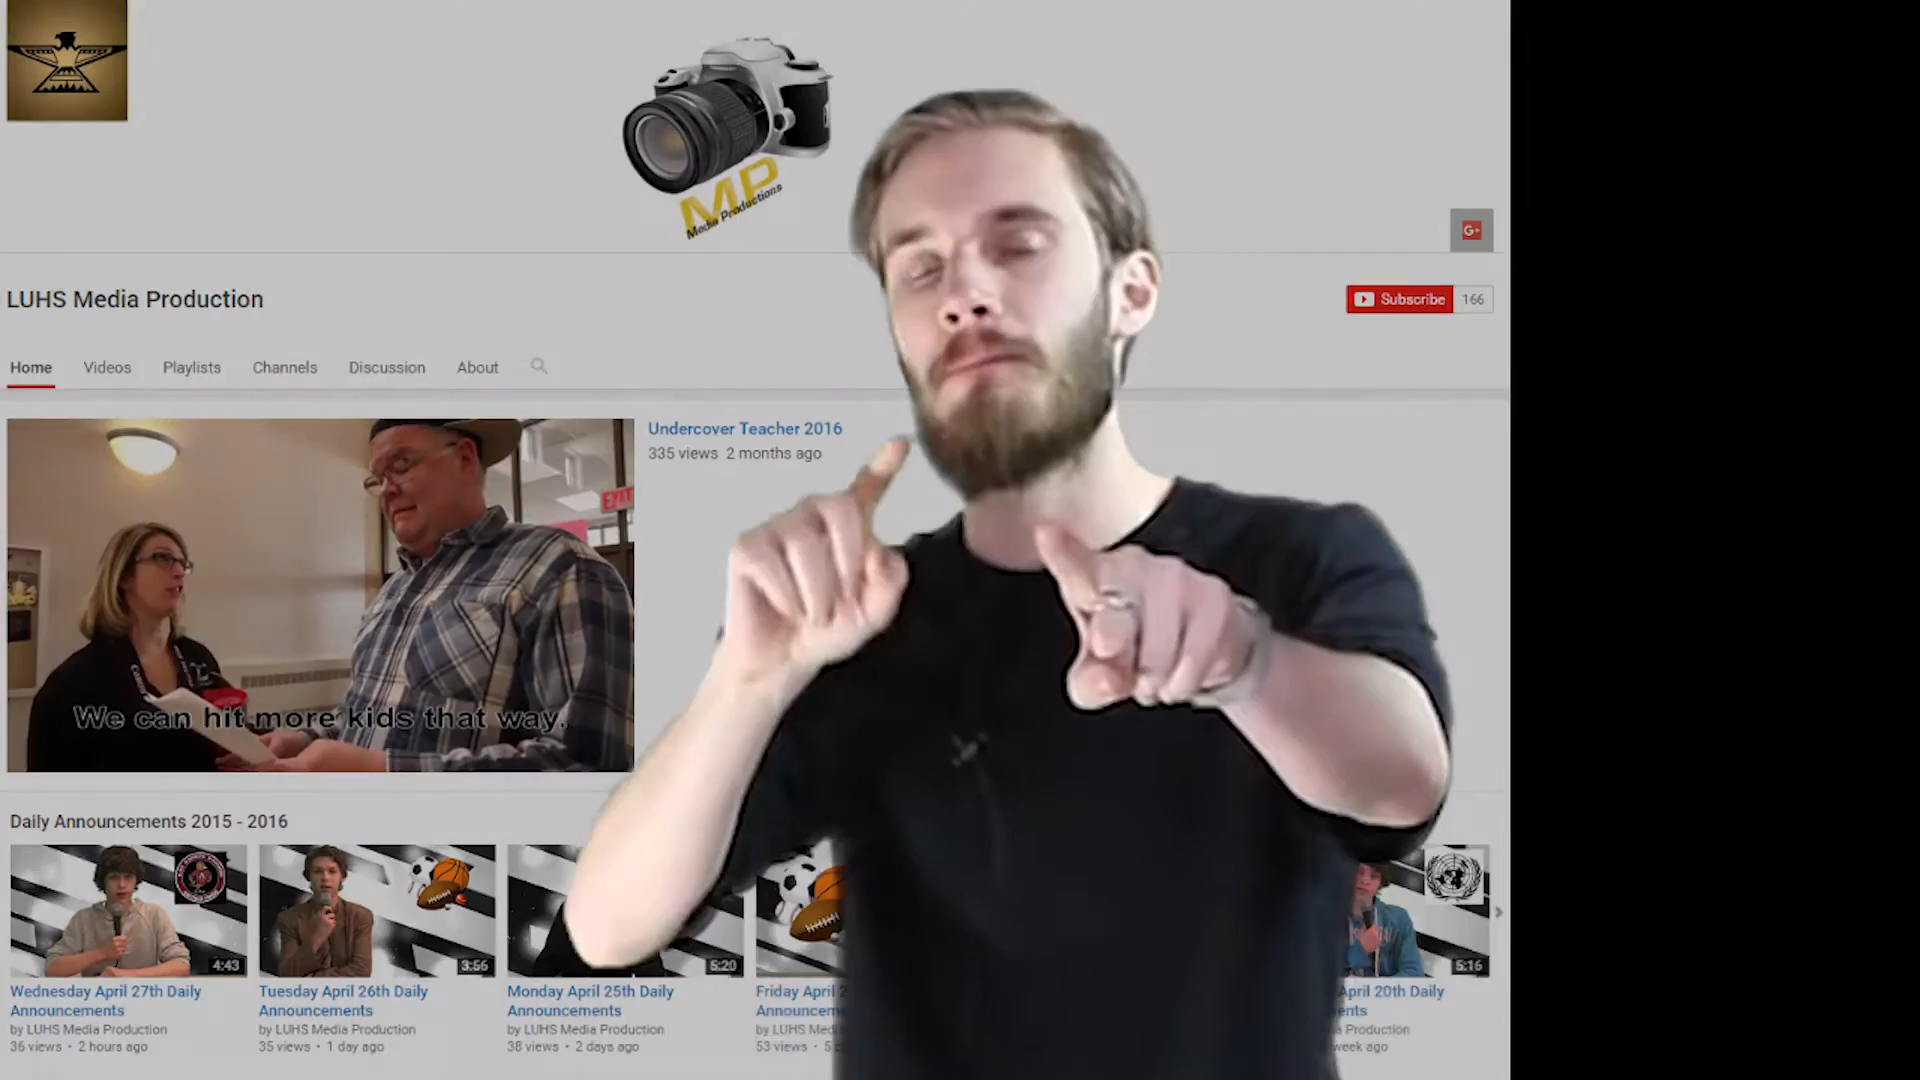 MP
Media Productions
G+
LUHS Media Production
Subscribe 166
Home Videos Playlists Channels Discussion About
Undercover Teacher 2016
335 views 2 months ago
EXIT
We can hit more kids that way.
Daily Announcements 2015 - 2016
4:43
3:56
5:20
5:16
Wednesday April 27th Daily
Announcements
by LUHS Media Production
36 views • 2 hours ago
Tuesday April 26th Daily
Announcements
by LUHS Media Production
35 views • 1 day ago
Monday April 25th Daily
Announcements
by LUHS Media Production
38 views • 2 days ago
Friday April 2
Announceme
by LUHS Med
53 views • 5
April 20th Daily
ents
Production
week ago